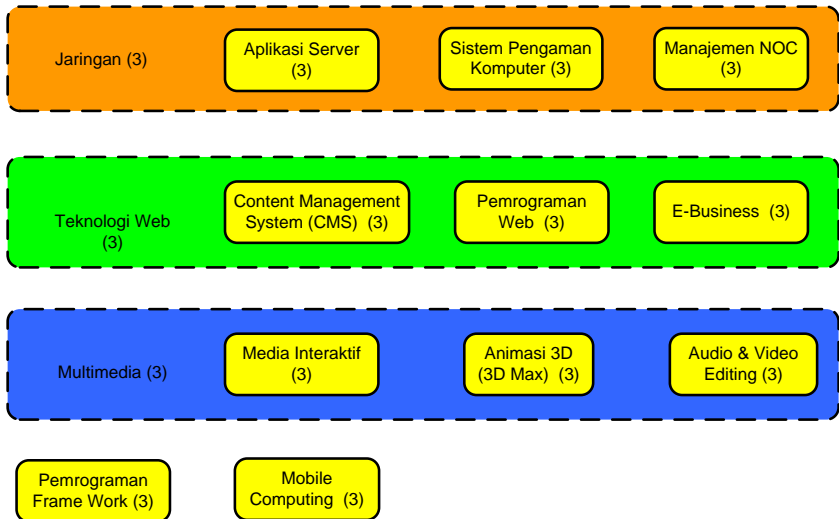 Jaringan (3)
Aplikasi Server
(3)
Sistem Pengaman
Komputer (3)
Manajemen NOC
(3)
Teknologi Web
(3)
Content Management
System (CMS) (3)
Pemrograman
Web (3)
E-Business (3)
Multimedia (3)
Media Interaktif
(3)
Animasi 3D
(3D Max) (3)
Audio & Video
Editing (3)
Pemrograman
Frame Work (3)
Mobile
Computing (3)